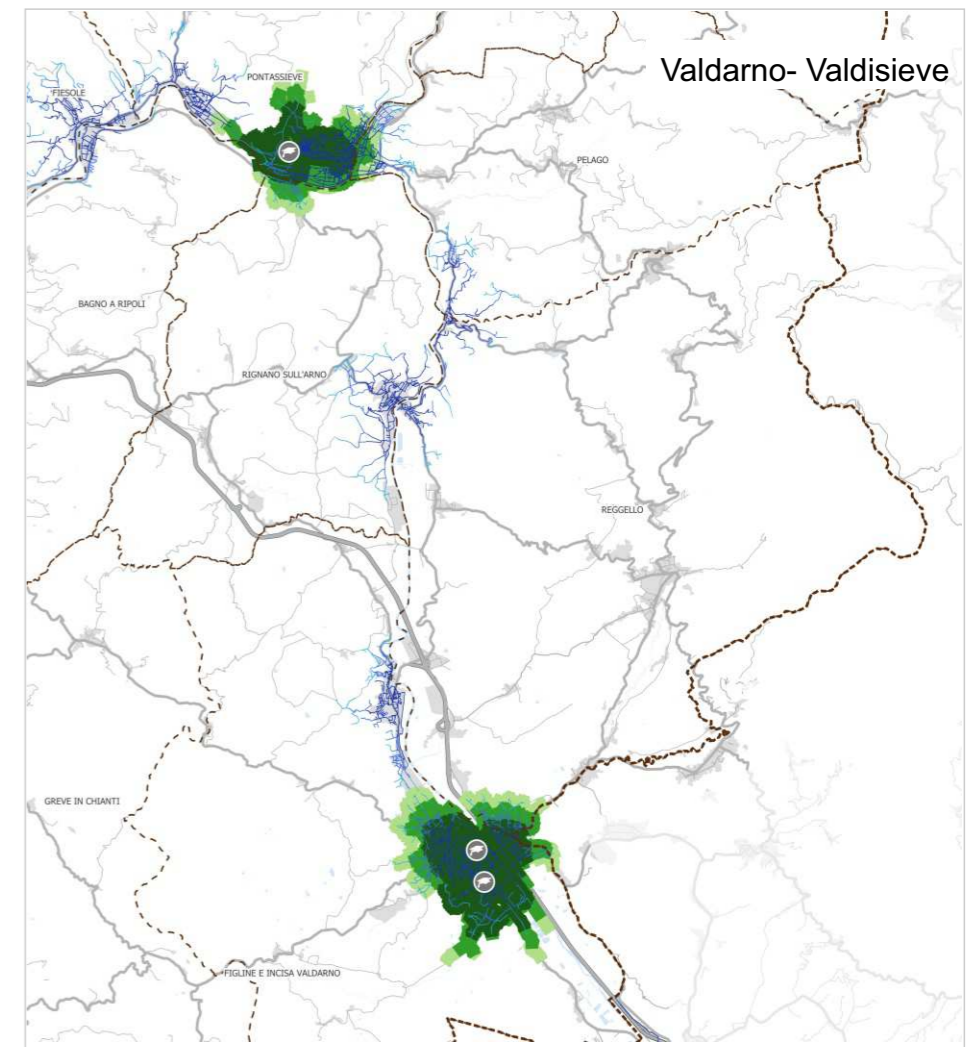 Valdarno- Valdisieve
PONTASSIEVE
FIESOLE
PELAGO
BAGNO A RIPOLI
RIGNANO SULL'ARNO
REGGELLO
GREVE IN CHIANTI
FIGLINE E INCISA VALDARNO